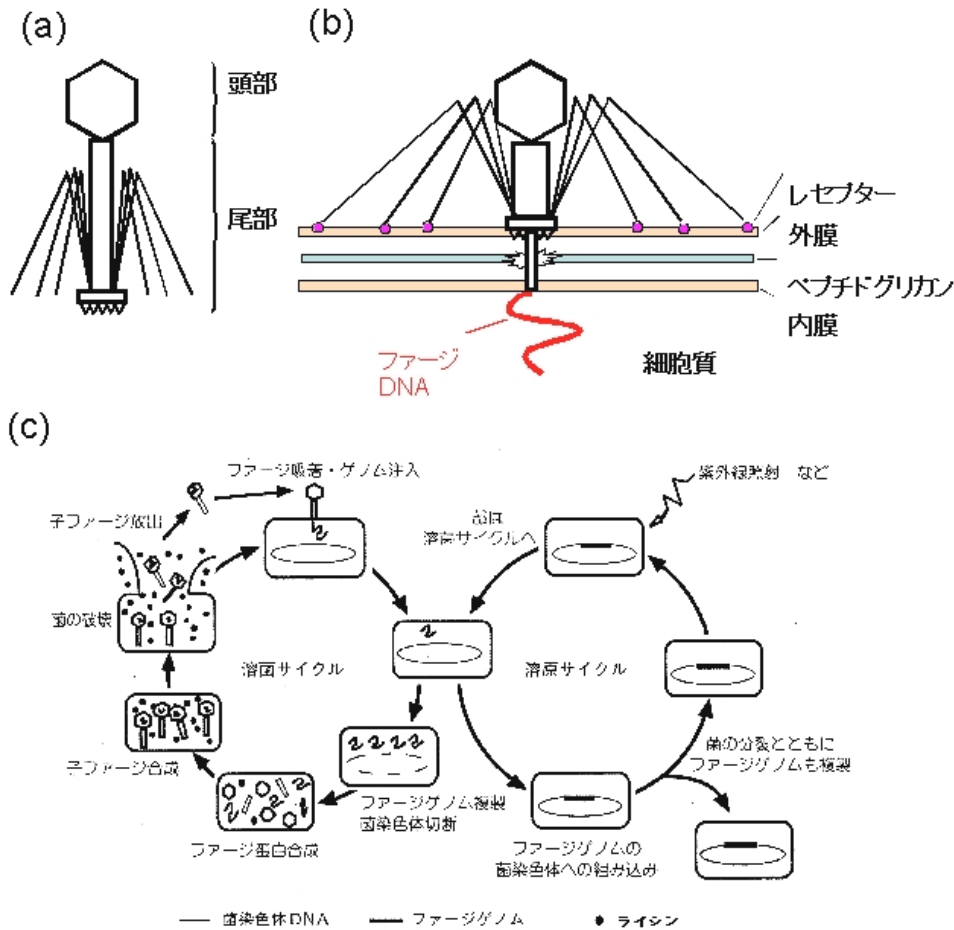 (a)
頭部
尾部
(b)
レセプター
外膜
ペプチドグリカン
内膜
細胞質
ファージ
DNA
(c)
ファージ吸着・ゲノム注入
子ファージ放出
菌の破壊
溶菌サイクル
子ファージ合成
ファージ蛋白合成
ファージゲノム複製
菌染色体切断
溶菌サイクルへ
紫外線照射 など
溶原サイクル
菌の分裂とともに
ファージゲノムも複製
ファージゲノムの
菌染色体への組み込み
菌染色体DNA
ファージゲノム
ライシン